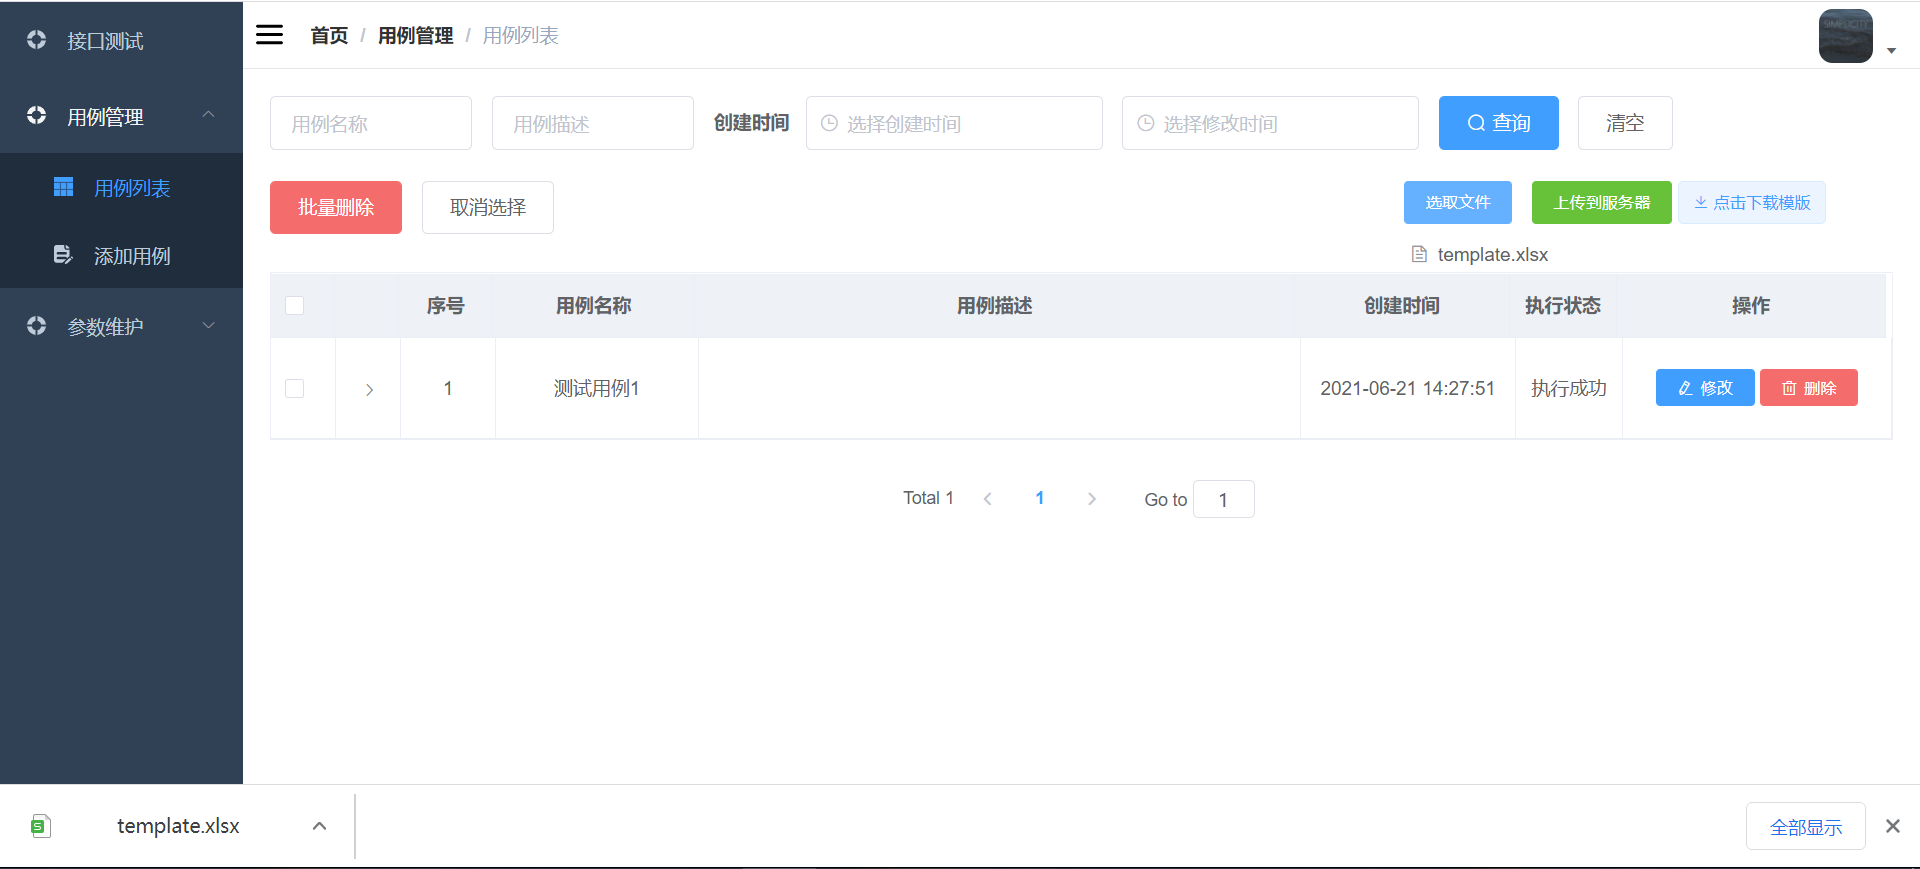 接口测试
用例管理
用例列表
添加用例
参数维护
首页 / 用例管理 / 用例列表
用例名称
用例描述
创建时间
选择创建时间
选择修改时间
查询
清空
批量删除
取消选择
选取文件
上传到服务器
点击下载模版
template.xlsx
序号 用例名称 用例描述 创建时间 执行状态 操作
1 测试用例1 2021-06-21 14:27:51 执行成功 修改 删除
Total 1 1 Go to 1
template.xlsx
全部显示